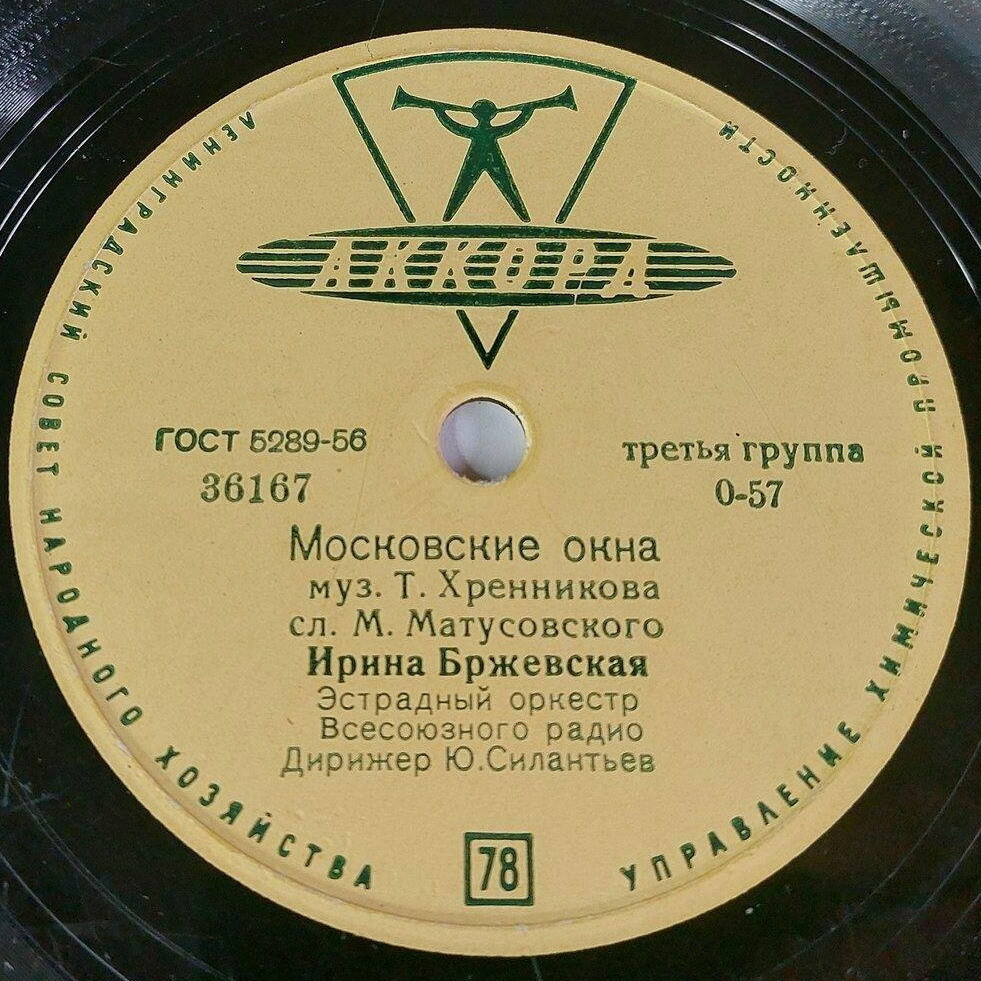 АККОРД
ЛЕНИНГРАДСКИЙ СОВЕТ НАРОДНОГО ХОЗЯЙСТВА
УПРАВЛЕНИЕ ХИМИЧЕСКОЙ ПРОМЫШЛЕННОСТИ
ГОСТ 5289-56
36167
третья группа
0-57
Московские окна
муз. Т. Хренникова
сл. М. Матусовского
Ирина Бржевская
Эстрадный оркестр
Всесоюзного радио
Дирижер Ю.Силантьев
78